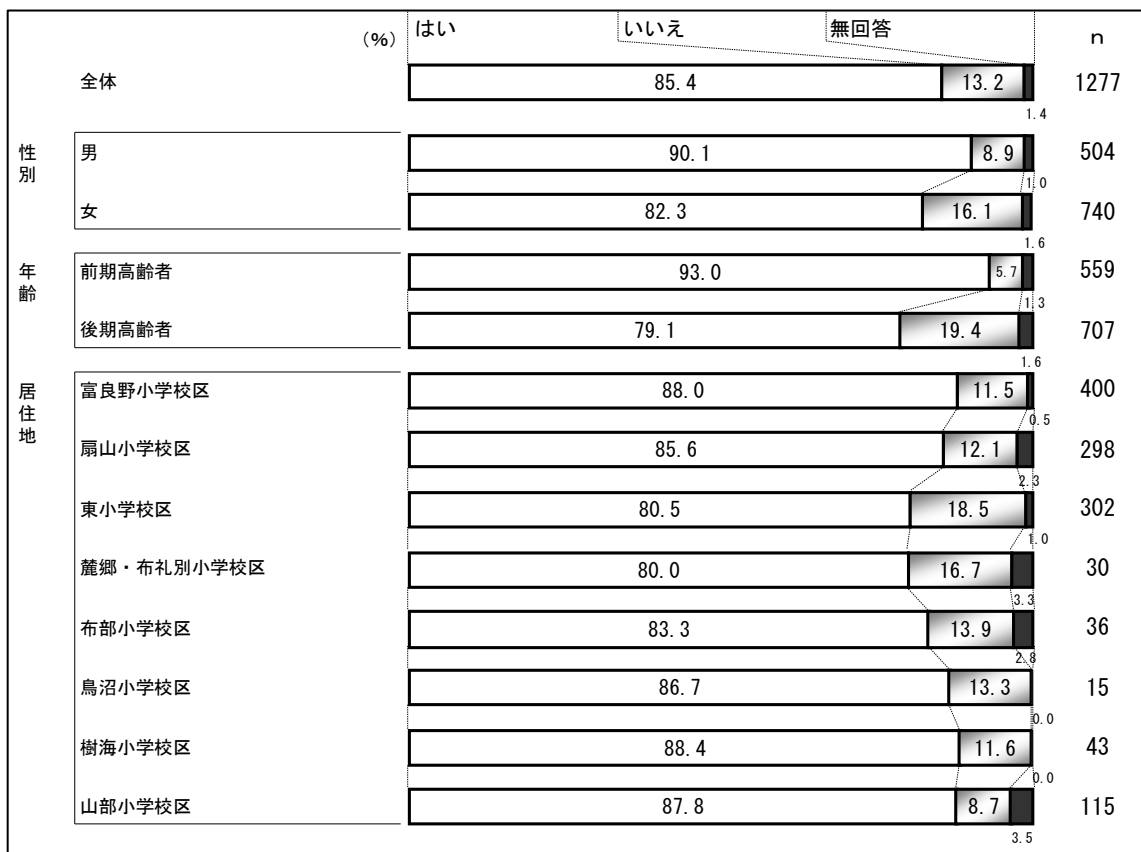 (%) はい いいえ 無回答 n
全体 85.4 13.2 1277
1.4
性別
男 90.1 8.9 504
1.0
女 82.3 16.1 740
1.6
年齢
前期高齢者 93.0 5.7 559
1.3
後期高齢者 79.1 19.4 707
1.6
居住地
富良野小学校区 88.0 11.5 400
0.5
扇山小学校区 85.6 12.1 298
2.3
東小学校区 80.5 18.5 302
1.0
麓郷・布礼別小学校区 80.0 16.7 30
3.3
布部小学校区 83.3 13.9 36
2.8
鳥沼小学校区 86.7 13.3 15
0.0
樹海小学校区 88.4 11.6 43
0.0
山部小学校区 87.8 8.7 115
3.5